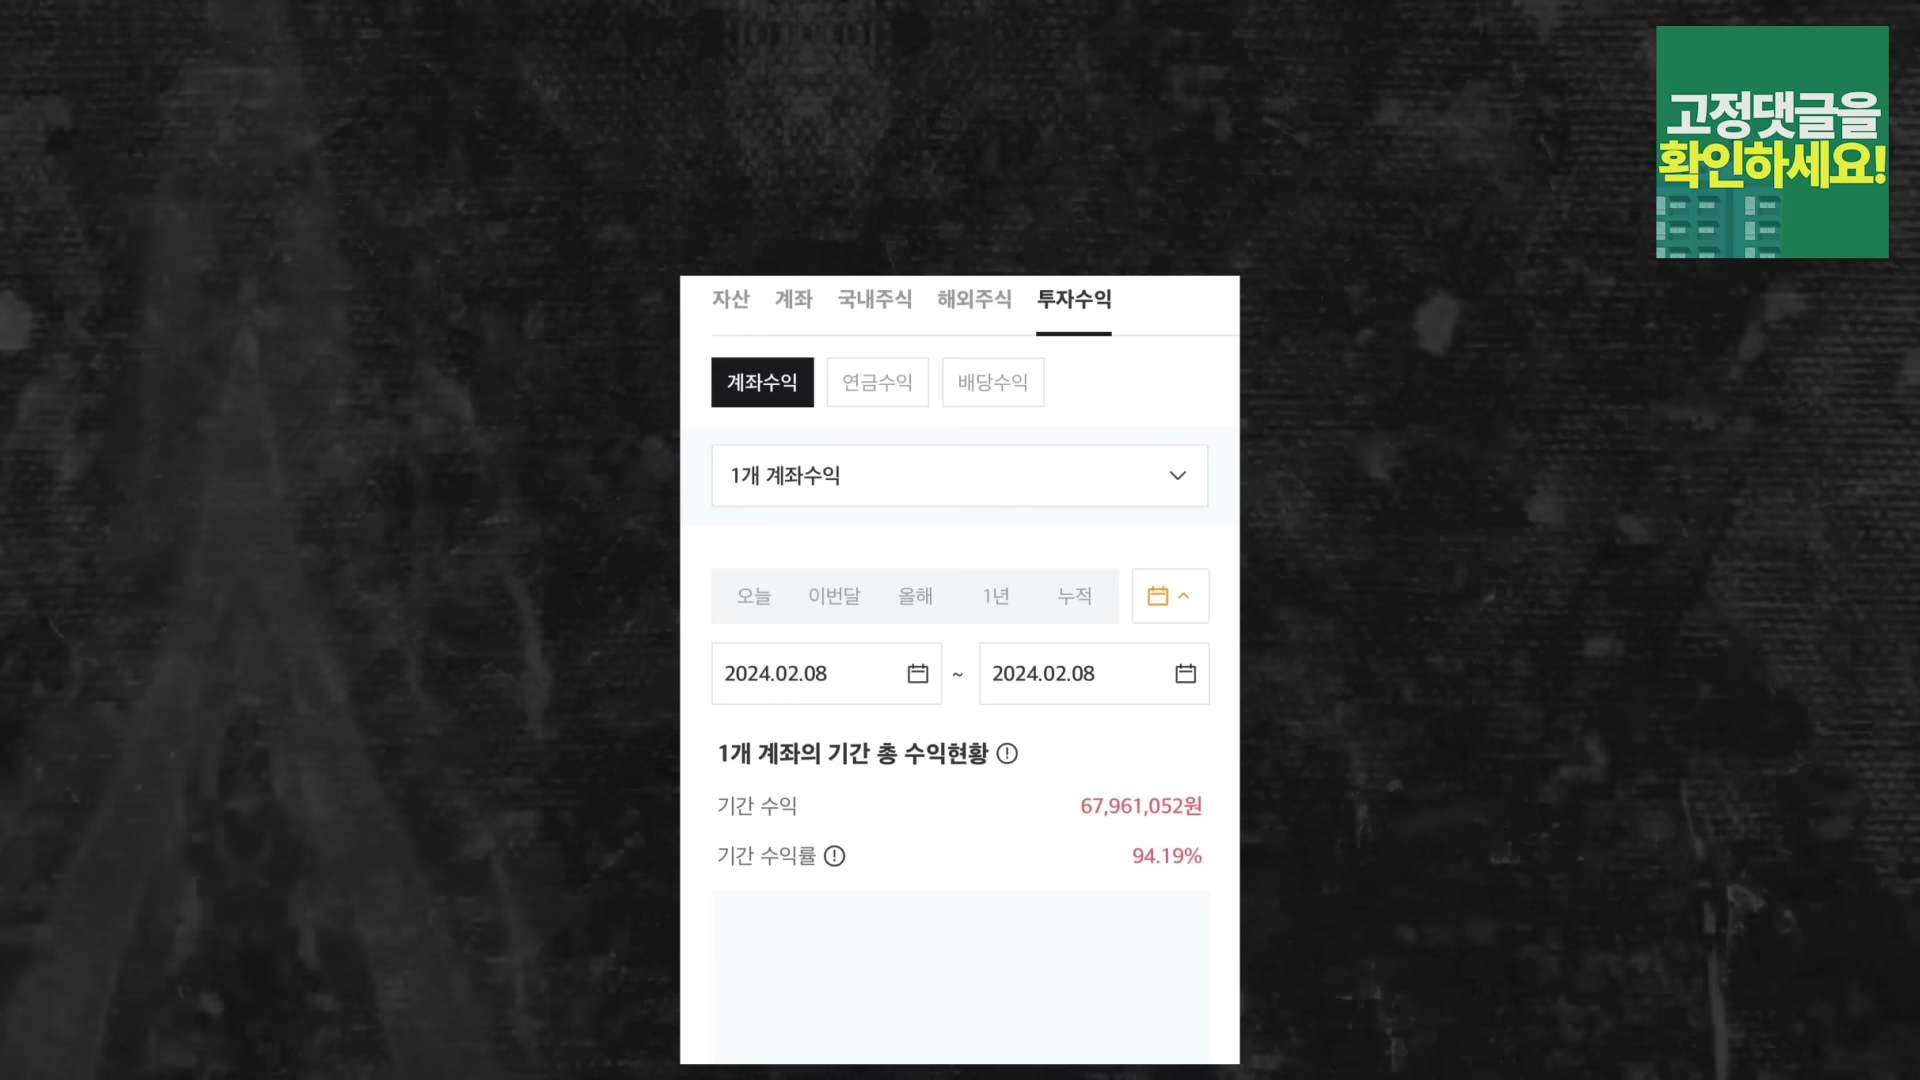 고정댓글을
확인하세요!
자산 계좌 국내주식 해외주식 투자수익
계좌수익 연금수익 배당수익
1개 계좌수익
오늘 이번달 올해 1년 누적
2024.02.08 ~ 2024.02.08
1개 계좌의 기간 총 수익현황
기간 수익 67,961,052원
기간 수익률 94.19%